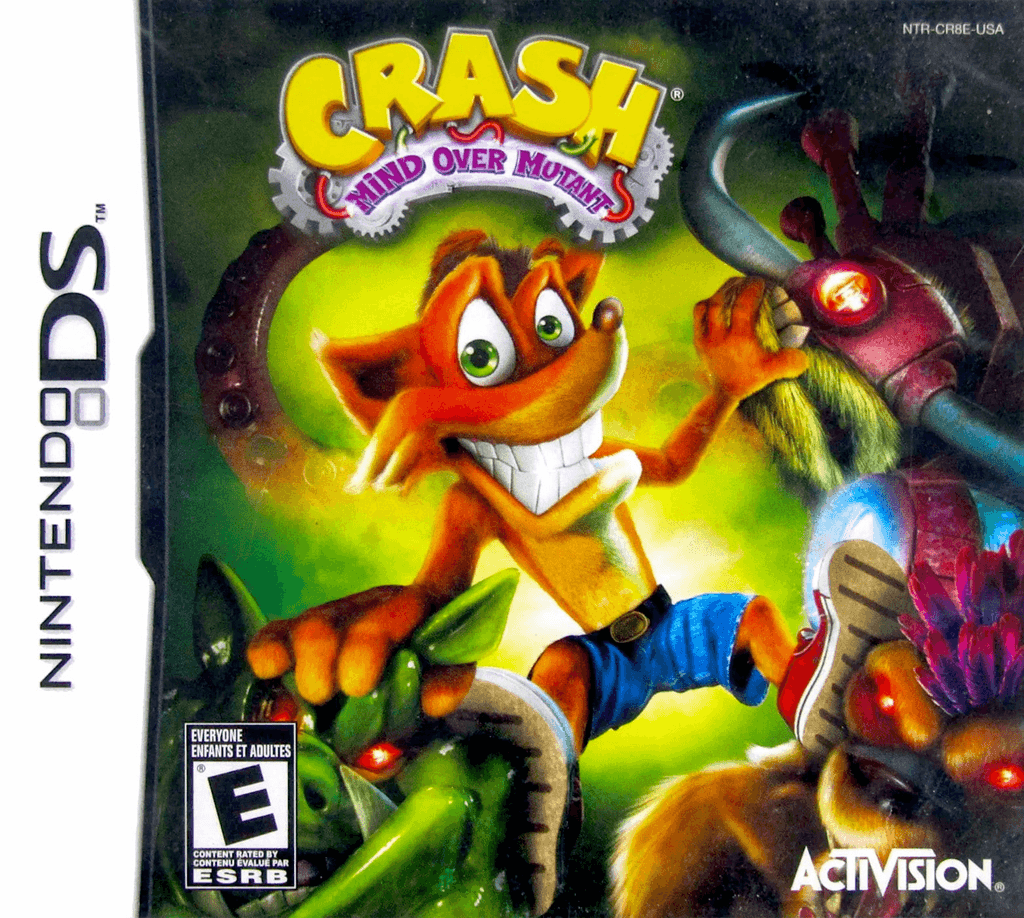 NTR-CR8E-USA
CRASH®
MIND OVER MUTANT
NINTENDO DS™
EVERYONE
ENFANTS ET ADULTES
E®
CONTENT RATED BY
CONTENU ÉVALUÉ PAR
ESRB
ACTIVISION®